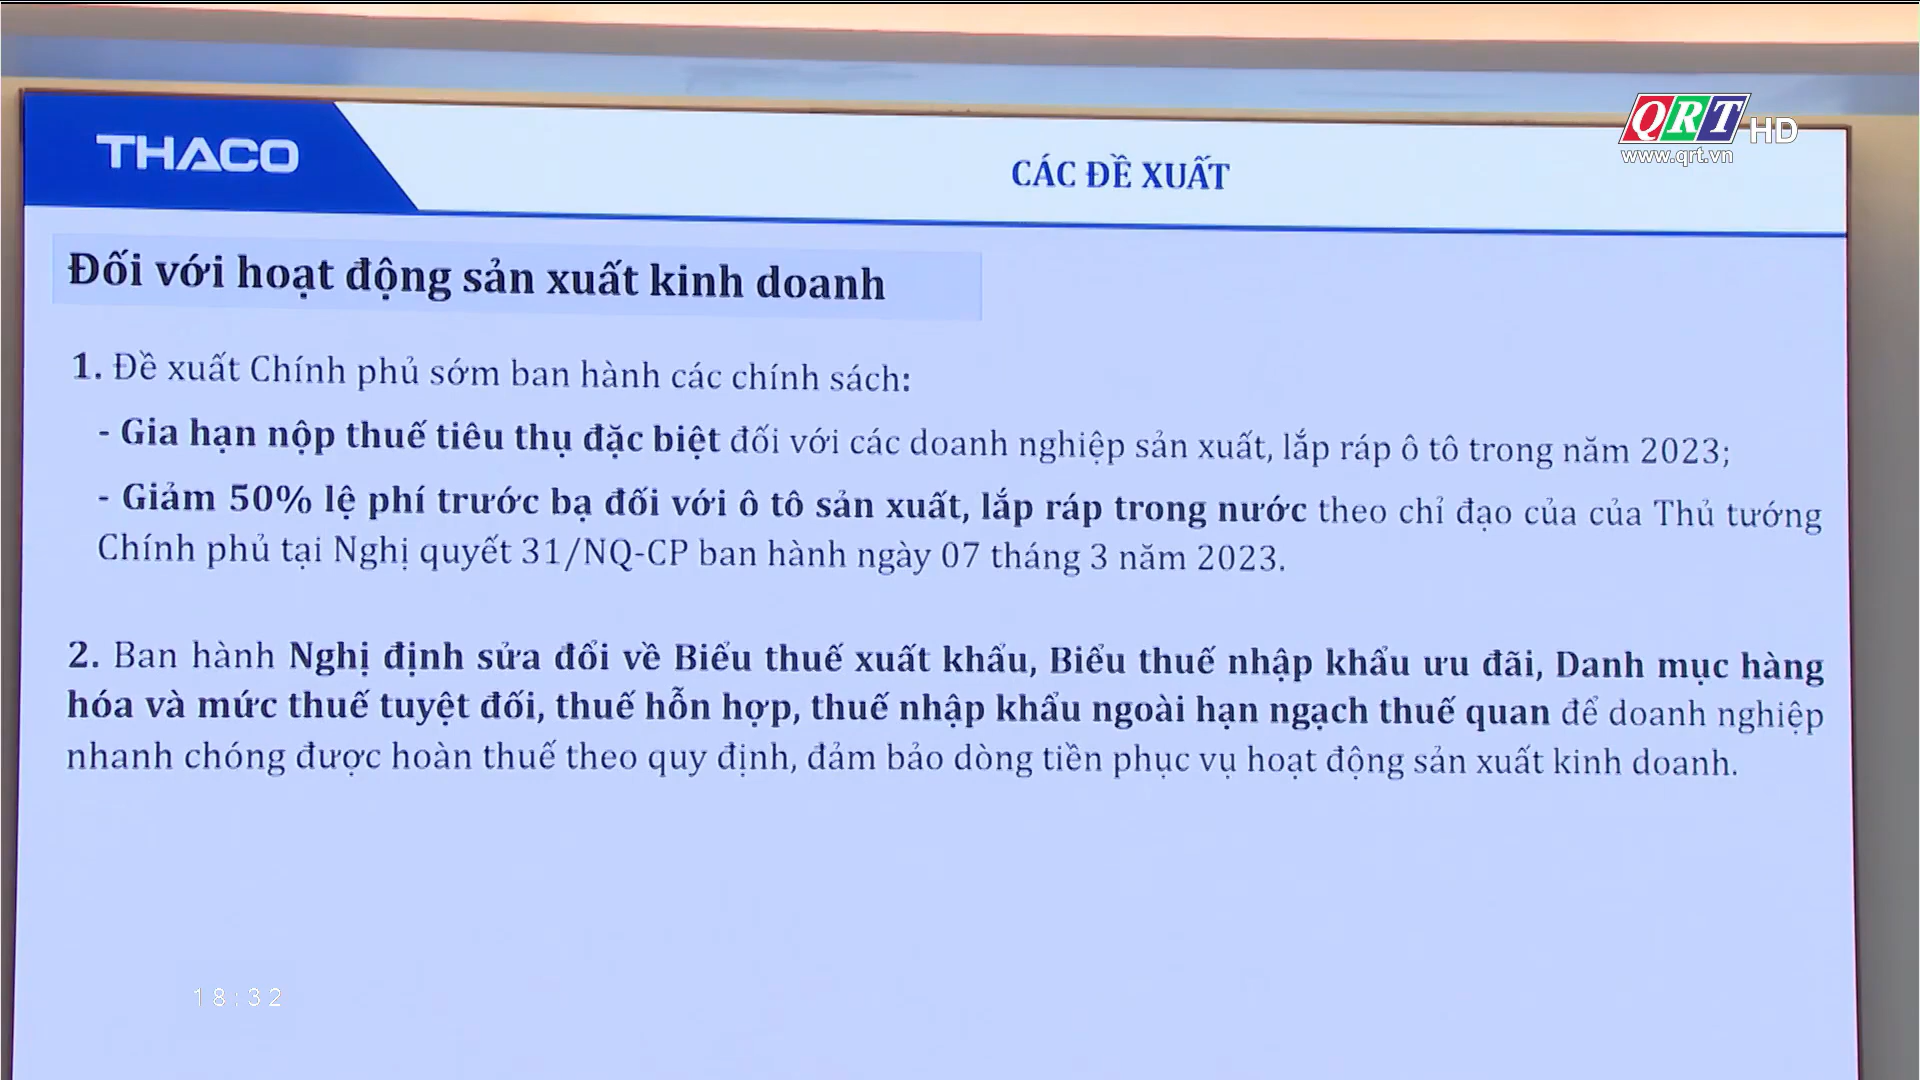 THACO
QRT HD
www.qrt.vn
CÁC ĐỀ XUẤT
Đối với hoạt động sản xuất kinh doanh
1. Đề xuất Chính phủ sớm ban hành các chính sách:
- Gia hạn nộp thuế tiêu thụ đặc biệt đối với các doanh nghiệp sản xuất, lắp ráp ô tô trong năm 2023;
- Giảm 50% lệ phí trước bạ đối với ô tô sản xuất, lắp ráp trong nước theo chỉ đạo của của Thủ tướng
Chính phủ tại Nghị quyết 31/NQ-CP ban hành ngày 07 tháng 3 năm 2023.
2. Ban hành Nghị định sửa đổi về Biểu thuế xuất khẩu, Biểu thuế nhập khẩu ưu đãi, Danh mục hàng
hóa và mức thuế tuyệt đối, thuế hỗn hợp, thuế nhập khẩu ngoài hạn ngạch thuế quan để doanh nghiệp
nhanh chóng được hoàn thuế theo quy định, đảm bảo dòng tiền phục vụ hoạt động sản xuất kinh doanh.
18:32